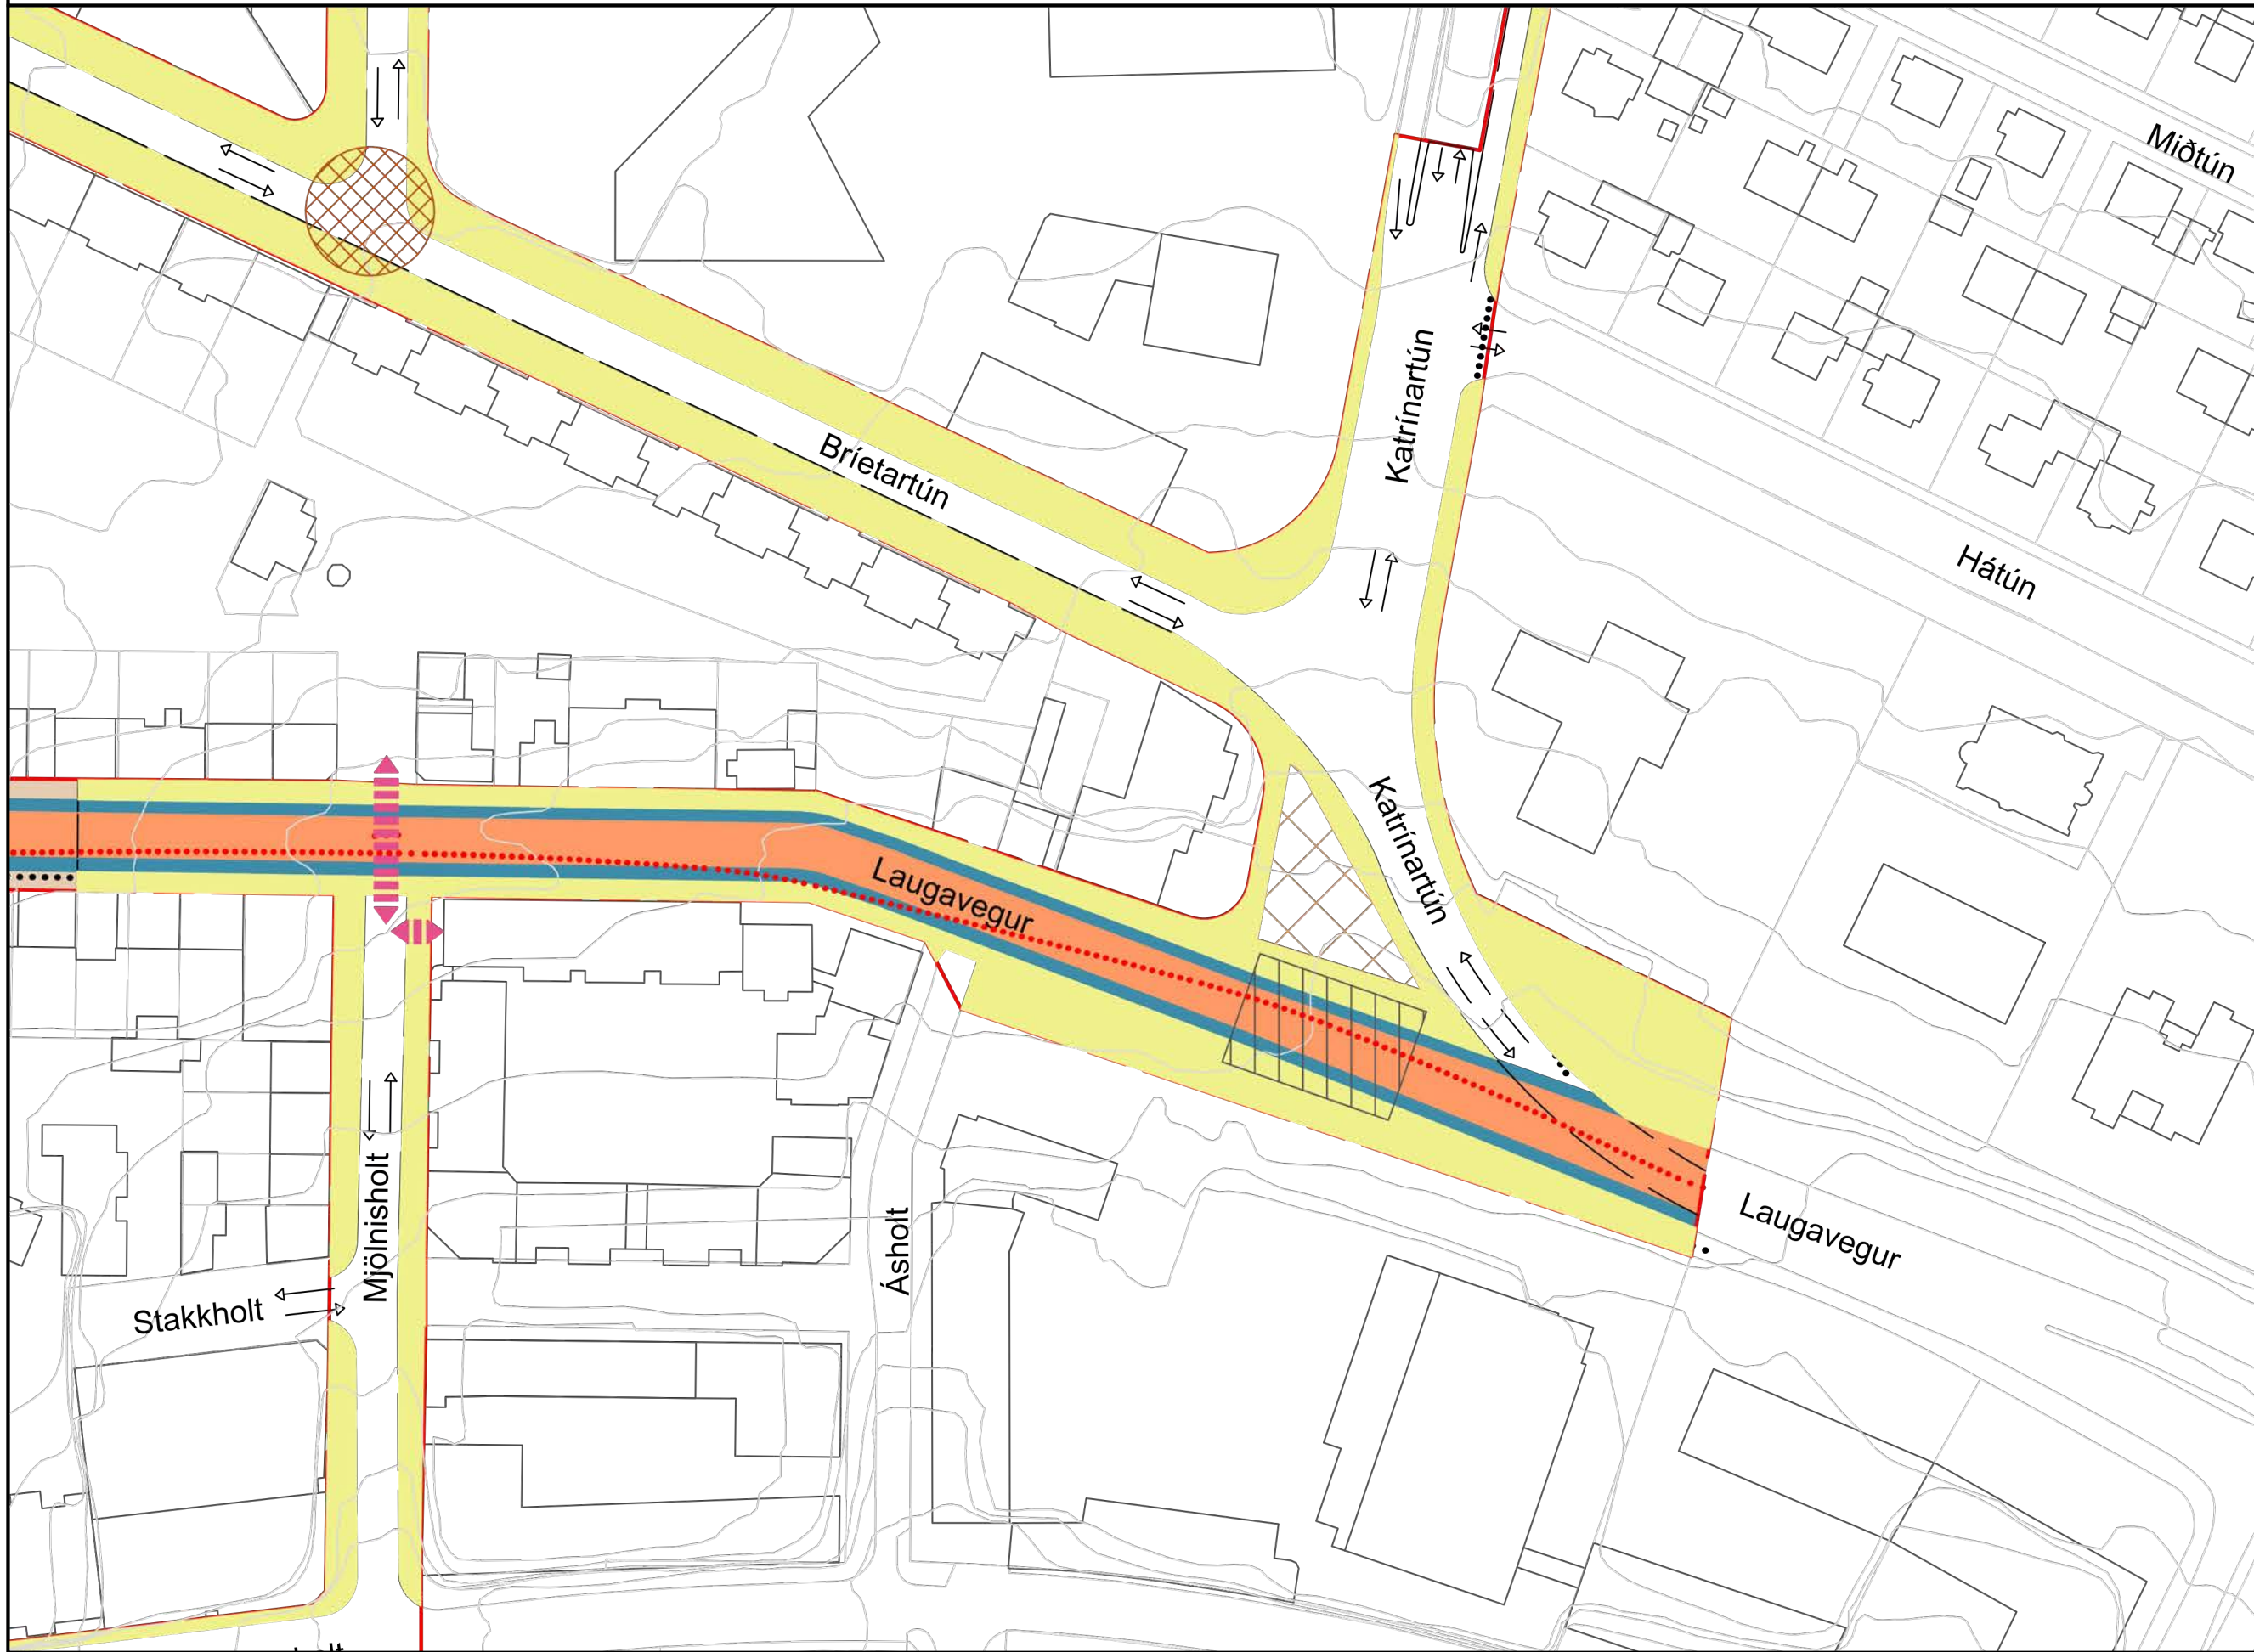 Miðtún
Katrínartún
Bríetartún
Hátún
Katrínartún
Laugavegur
Laugavegur
Mjölnisholt
Ásholt
Stakkholt